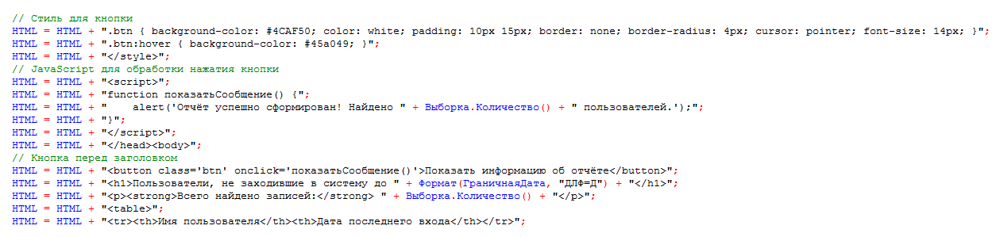 // Стиль для кнопки
HTML = HTML + ".btn { background-color: #4CAF50; color: white; padding: 10px 15px; border: none; border-radius: 4px; cursor: pointer; font-size: 14px; }";
HTML = HTML + ".btn:hover { background-color: #45a049; }";
HTML = HTML + "</style>";
// JavaScript для обработки нажатия кнопки
HTML = HTML + "<script>";
HTML = HTML + "function показатьСообщение() {";
HTML = HTML + "    alert('Отчёт успешно сформирован! Найдено " + Выборка.Количество() + " пользователей.');";
HTML = HTML + "}";
HTML = HTML + "</script>";
HTML = HTML + "</head><body>";
// Кнопка перед заголовком
HTML = HTML + "<button class='btn' onclick='показатьСообщение()'>Показать информацию об отчёте</button>";
HTML = HTML + "<h1>Пользователи, не заходившие в систему до " + Формат(ГраничнаяДата, "ДЛФ=Д") + "</h1>";
HTML = HTML + "<p><strong>Всего найдено записей:</strong> " + Выборка.Количество() + "</p>";
HTML = HTML + "<table>";
HTML = HTML + "<tr><th>Имя пользователя</th><th>Дата последнего входа</th></tr>";